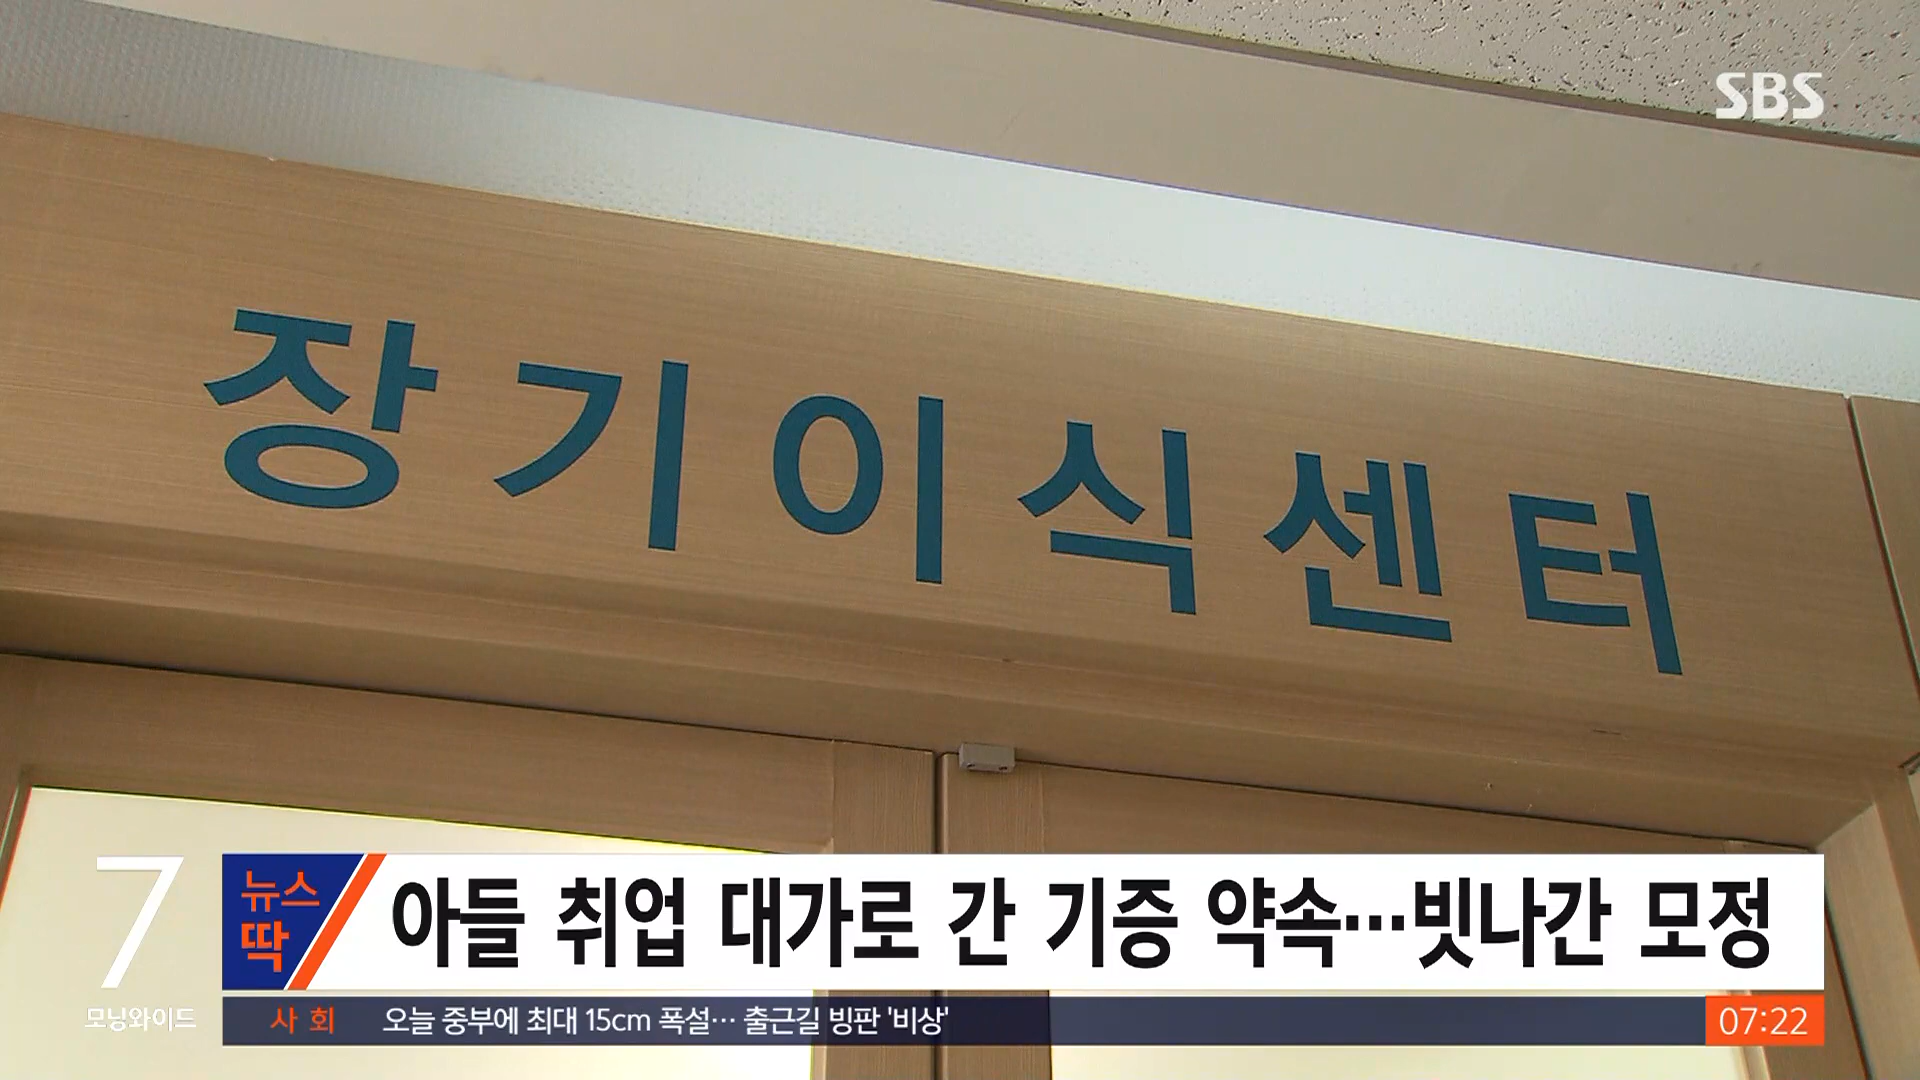 SBS
장기이식센터
7
모닝와이드
뉴스
딱
아들 취업 대가로 간 기증 약속…빗나간 모정
사회 오늘 중부에 최대 15cm 폭설… 출근길 빙판 '비상'
07:22